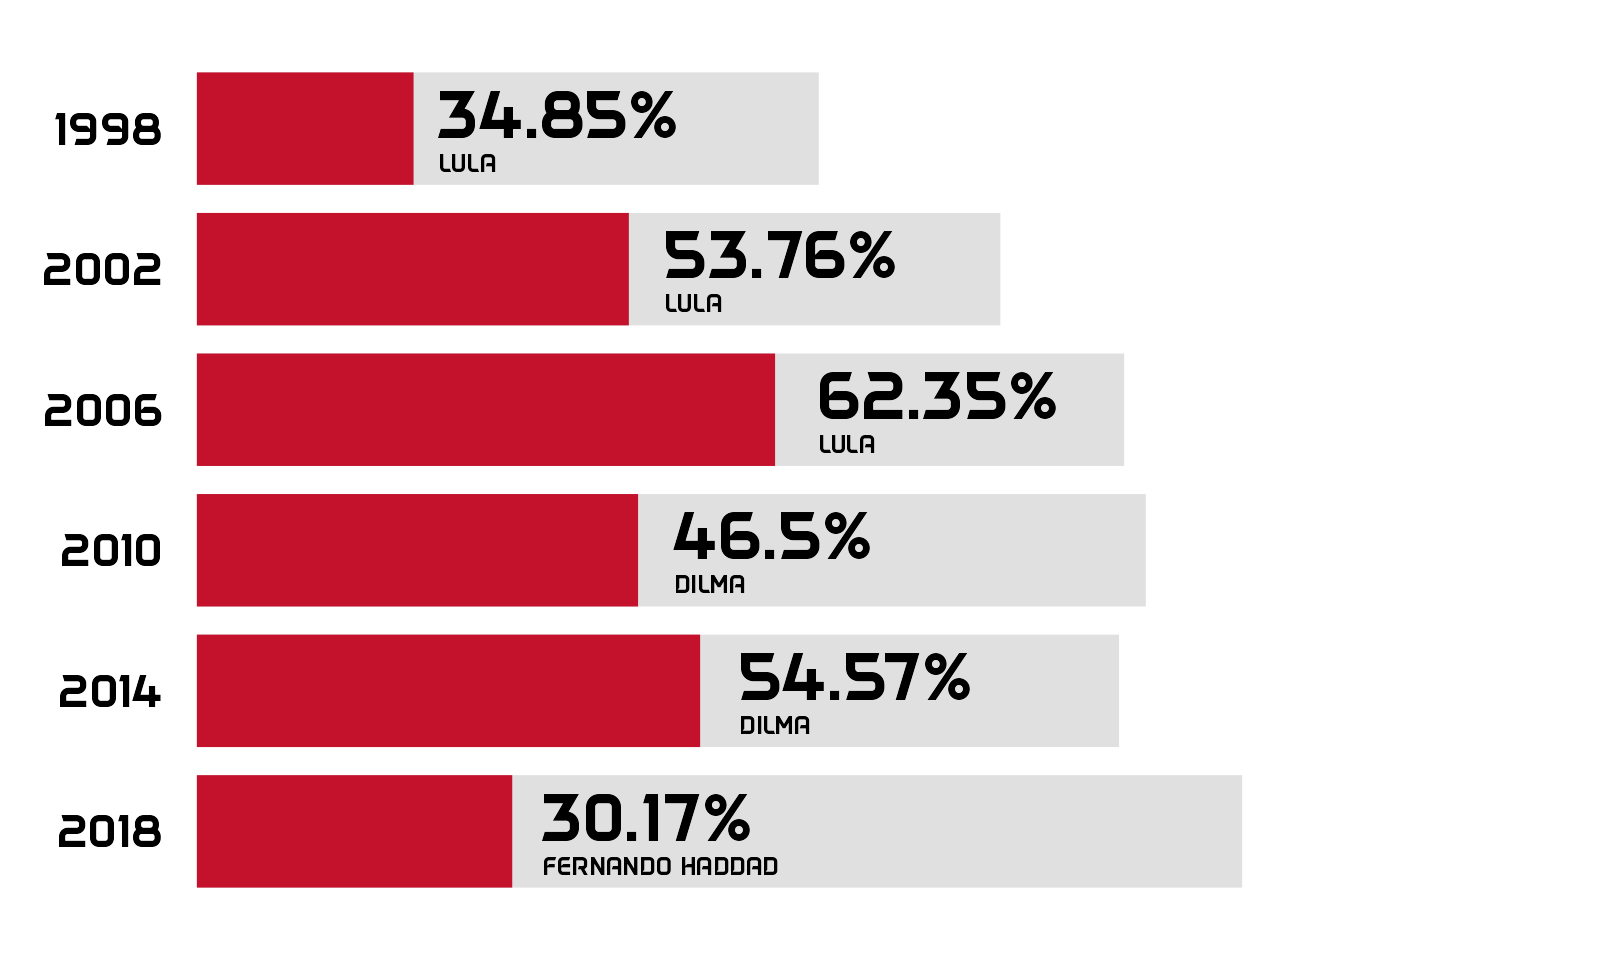 1998
34.85%
LULA
2002
53.76%
LULA
2006
62.35%
LULA
2010
46.5%
DILMA
2014
54.57%
DILMA
2018
30.17%
FERNANDO HADDAD